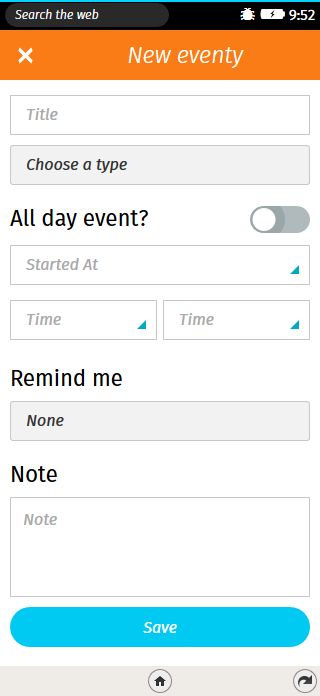 Search the web
9:52
New eventy
Title
Choose a type
All day event?
Started At
Time
Time
Remind me
None
Note
Note
Save